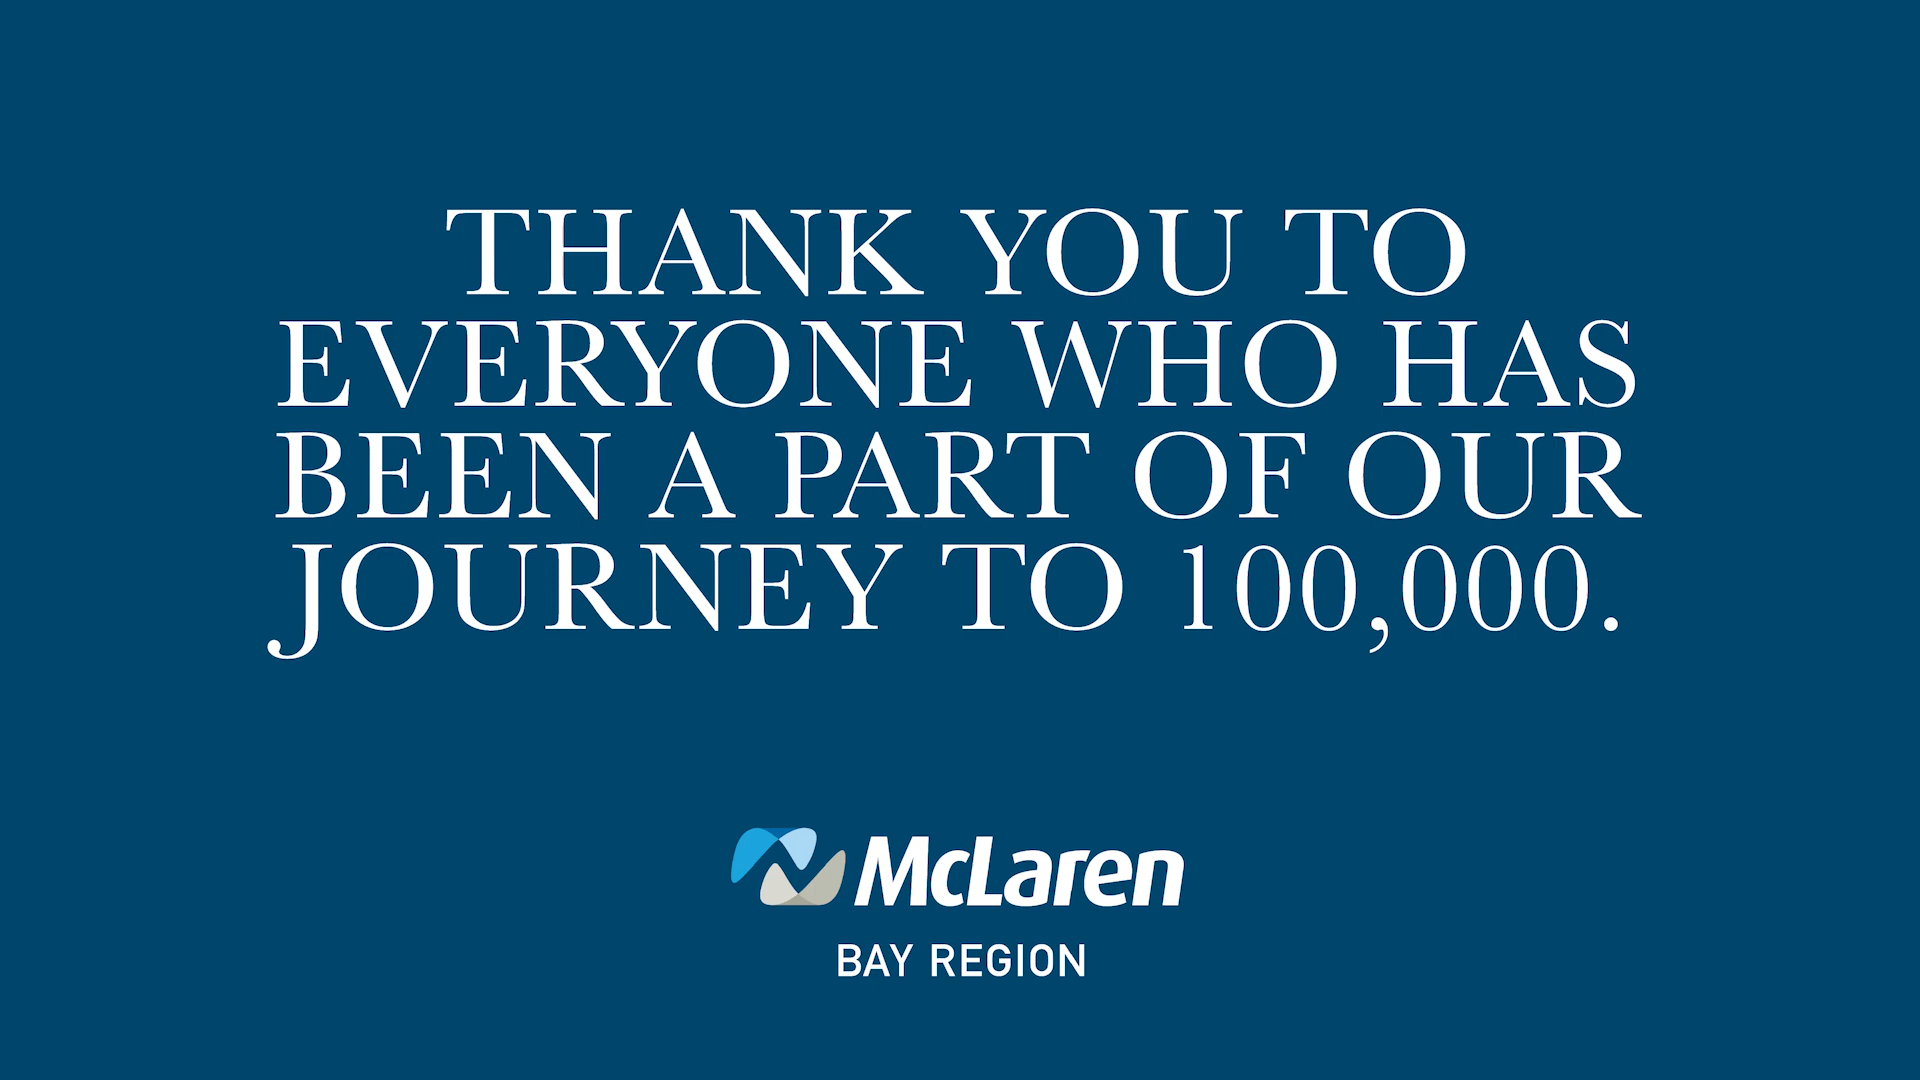 THANK YOU TO
EVERYONE WHO HAS
BEEN A PART OF OUR
JOURNEY TO 100,000.
McLaren
BAY REGION